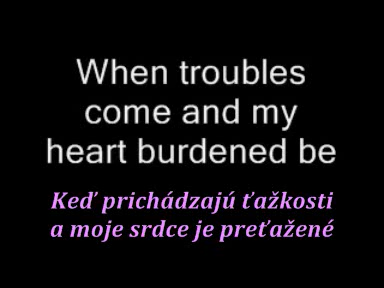 When troubles
come and my
heart burdened be
Keď prichádzajú ťažkosti
a moje srdce je preťažené